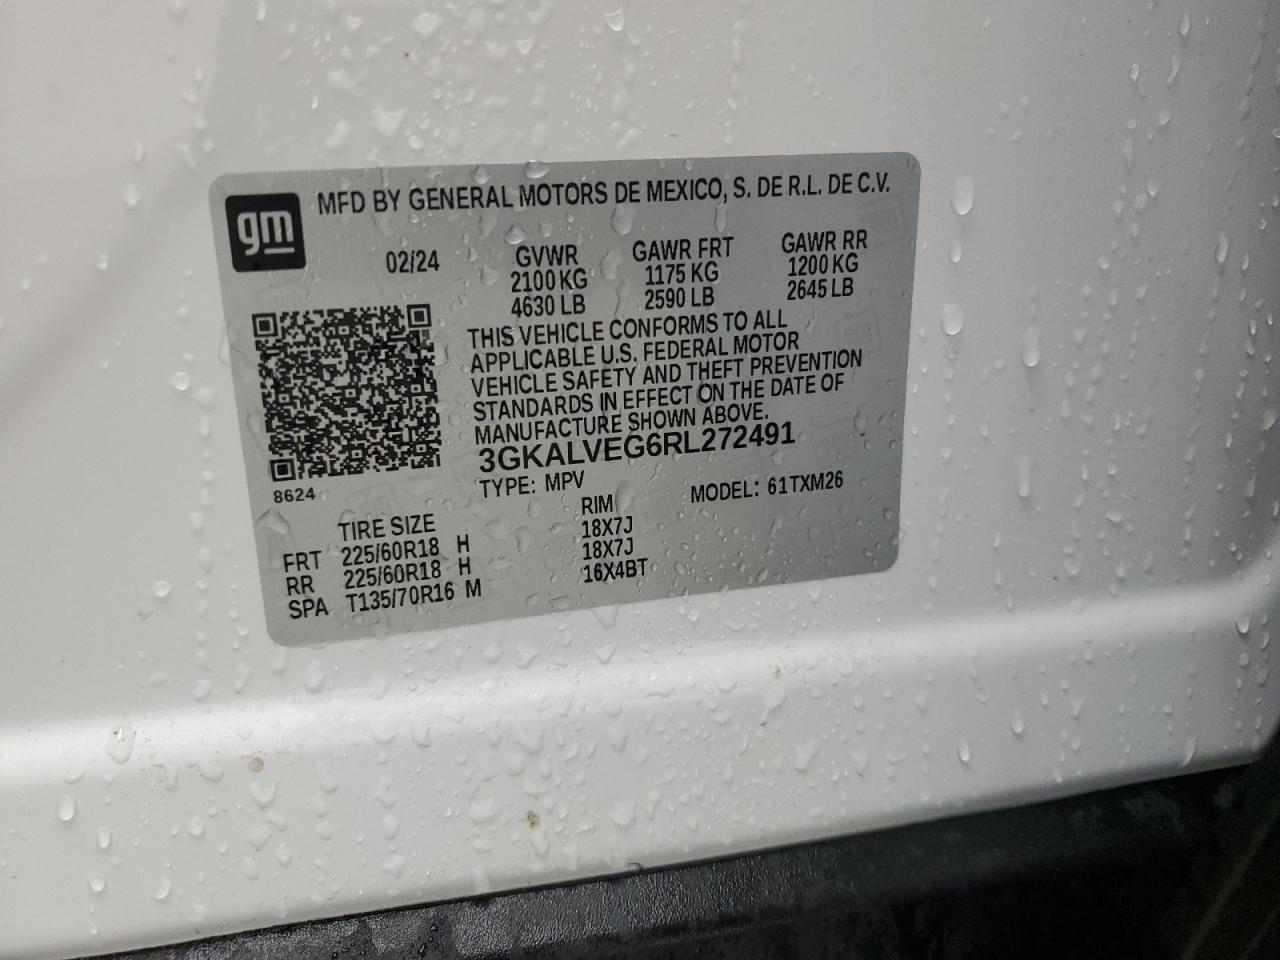 gm
MFD BY GENERAL MOTORS DE MEXICO, S. DE R.L. DE C.V.
02/24
GVWR GAWR FRT GAWR RR
2100 KG 1175 KG 1200 KG
4630 LB 2590 LB 2645 LB
THIS VEHICLE CONFORMS TO ALL
APPLICABLE U.S. FEDERAL MOTOR
VEHICLE SAFETY AND THEFT PREVENTION
STANDARDS IN EFFECT ON THE DATE OF
MANUFACTURE SHOWN ABOVE.
3GKALVEG6RL272491
8624
TYPE: MPV MODEL: 61TXM26
TIRE SIZE RIM
FRT 225/60R18 H 18X7J
RR 225/60R18 H 18X7J
SPA T135/70R16 M 16X4BT